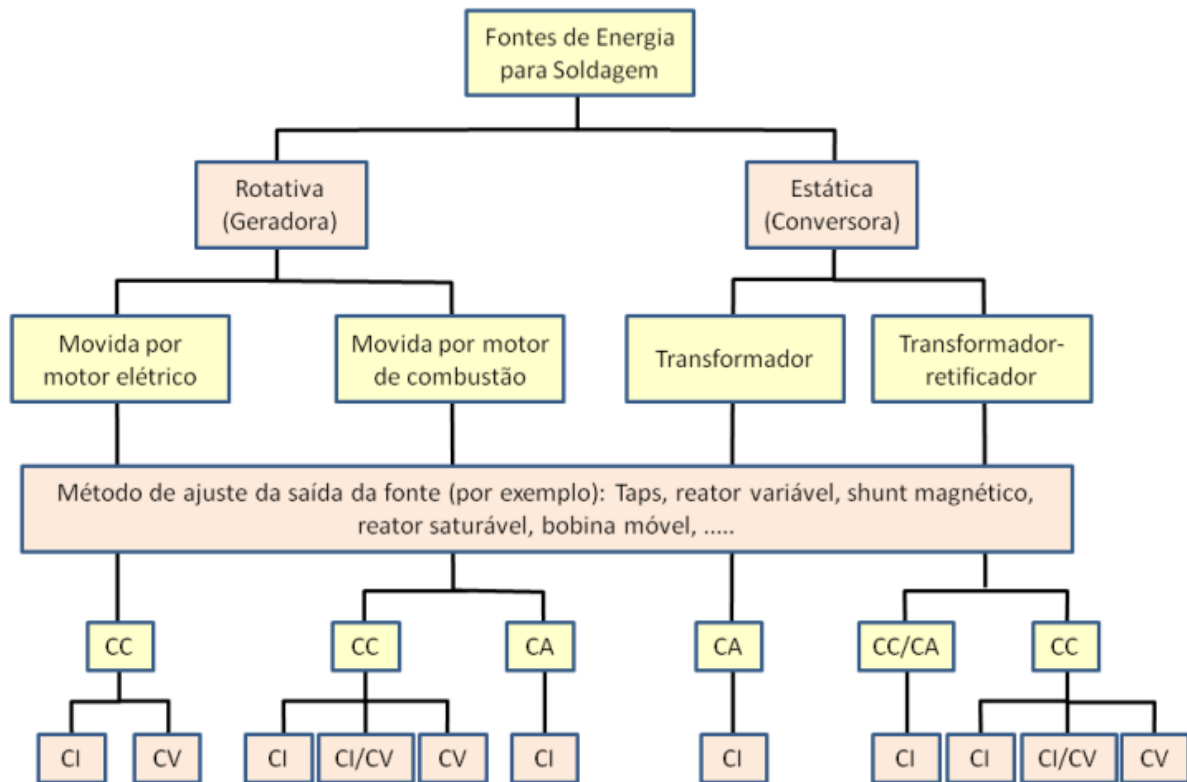 Fontes de Energia
para Soldagem
Rotativa
(Geradora)
Estática
(Conversora)
Movida por
motor elétrico
Movida por motor
de combustão
Transformador
Transformador-
retificador
Método de ajuste da saída da fonte (por exemplo): Taps, reator variável, shunt magnético,
reator saturável, bobina móvel, .....
CC
CC
CA
CA
CC/CA
CC
CI
CV
CI
CI/CV
CV
CI
CI
CI
CI
CI/CV
CV